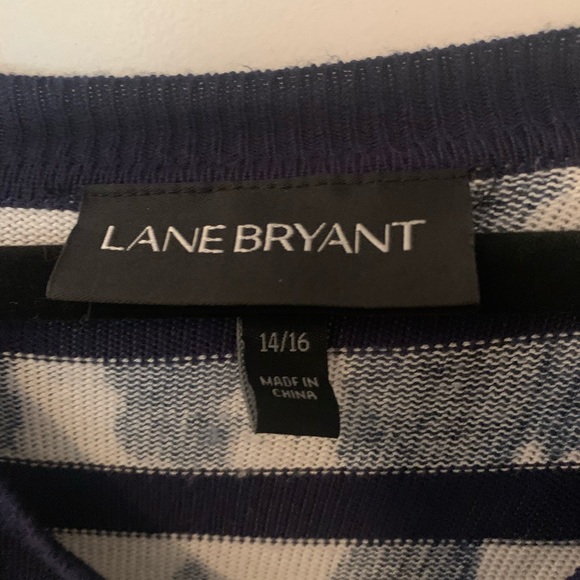 LANE BRYANT
14/16
MADE IN
CHINA